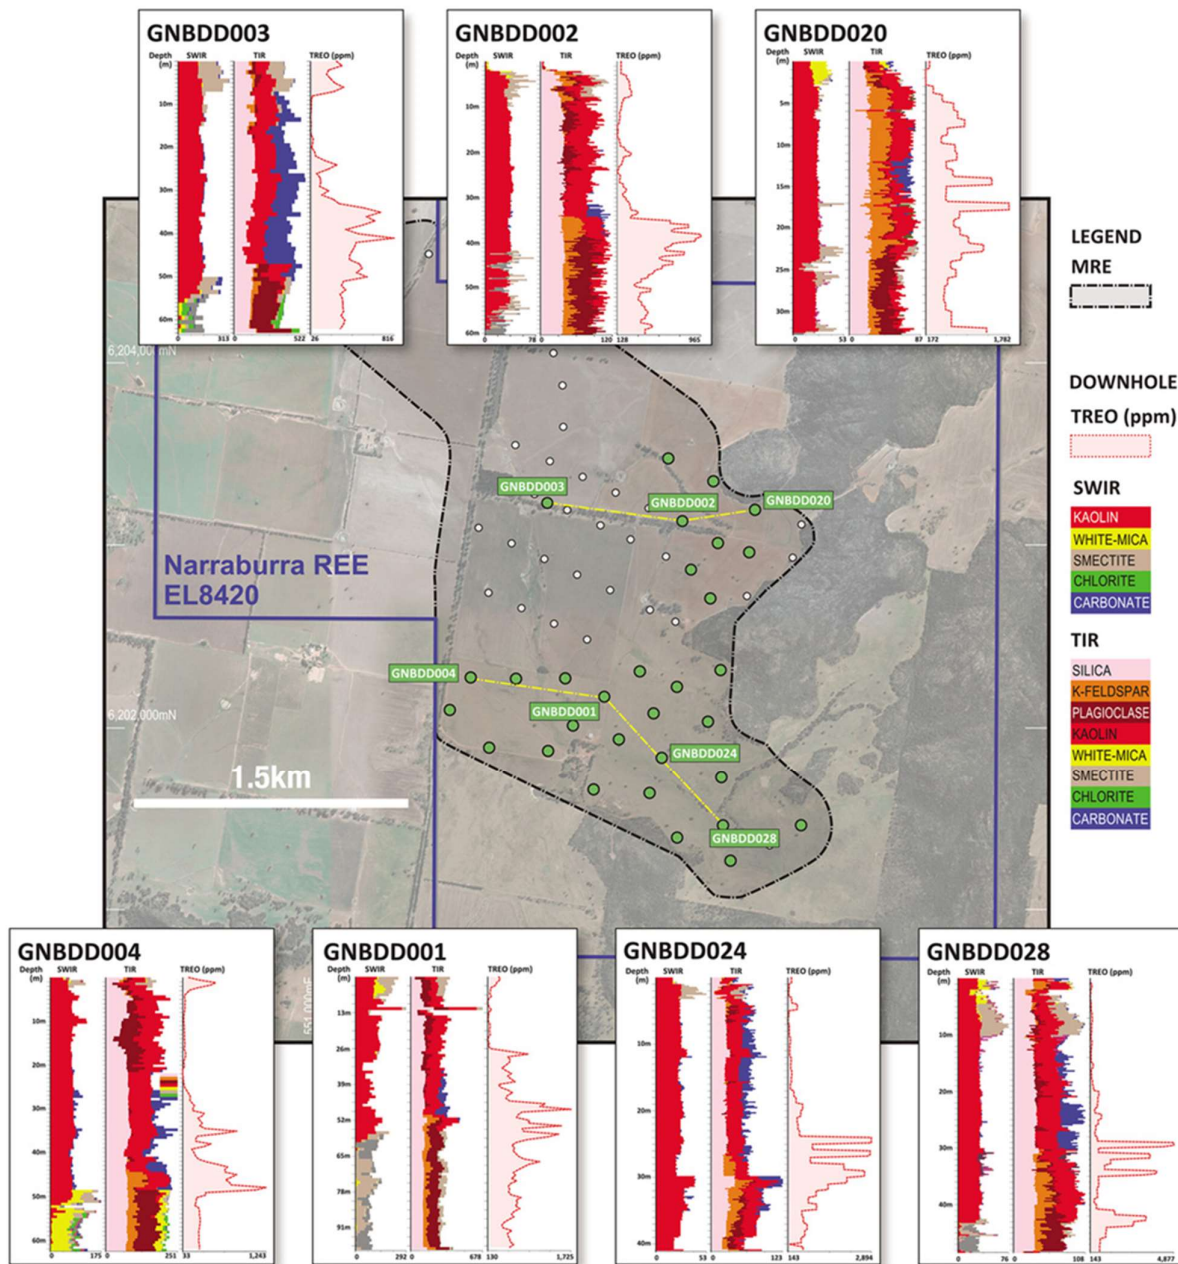 GNBDD003
Depth (m) SWIR TIR TREO (ppm)
10m
20m
30m
40m
50m
60m
0 313 0 522 26 816
GNBDD002
Depth (m) SWIR TIR TREO (ppm)
10m
20m
30m
40m
50m
60m
0 78 0 120 128 965
GNBDD020
Depth (m) SWIR TIR TREO (ppm)
5m
10m
15m
20m
25m
30m
0 53 0 87 172 1,782
LEGEND
MRE
DOWNHOLE
TREO (ppm)
SWIR
KAOLIN
WHITE-MICA
SMECTITE
CHLORITE
CARBONATE
TIR
SILICA
K-FELDSPAR
PLAGIOCLASE
KAOLIN
WHITE-MICA
SMECTITE
CHLORITE
CARBONATE
6,204,000mN
GNBDD003
GNBDD002
GNBDD020
Narraburra REE
EL8420
GNBDD004
GNBDD001
6,202,000mN
GNBDD024
1.5km
GNBDD028
651,000mE
GNBDD004
Depth (m) SWIR TIR TREO (ppm)
10m
20m
30m
40m
50m
60m
0 175 0 251 33 1,243
GNBDD001
Depth (m) SWIR TIR TREO (ppm)
13m
26m
39m
52m
65m
78m
91m
0 292 0 678 130 1,725
GNBDD024
Depth (m) SWIR TIR TREO (ppm)
10m
20m
30m
40m
0 53 0 123 143 2,894
GNBDD028
Depth (m) SWIR TIR TREO (ppm)
10m
20m
30m
40m
0 76 0 108 143 4,877